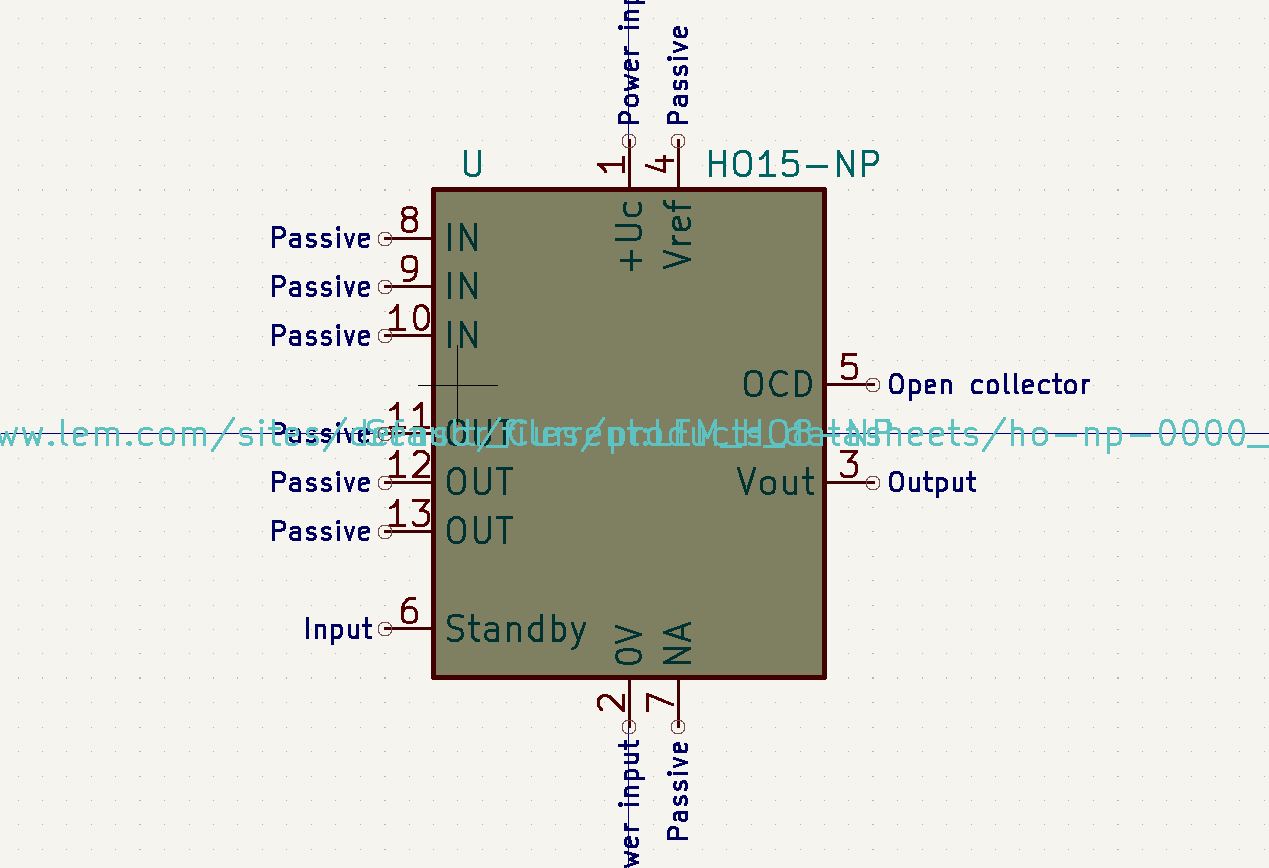 Power inp
Passive
1
4
U
HO15-NP
+Uc
Vref
Passive 8 IN
Passive 9 IN
Passive 10 IN
OCD 5 Open collector
Passive 11 OUT
ww.lem.com/sites/default/files/products_datasheets/ho-np-0000_
LEM_HO8-NP
Passive 12 OUT
Vout 3 Output
Passive 13 OUT
Input 6 Standby
0V
NA
2
7
wer input
Passive